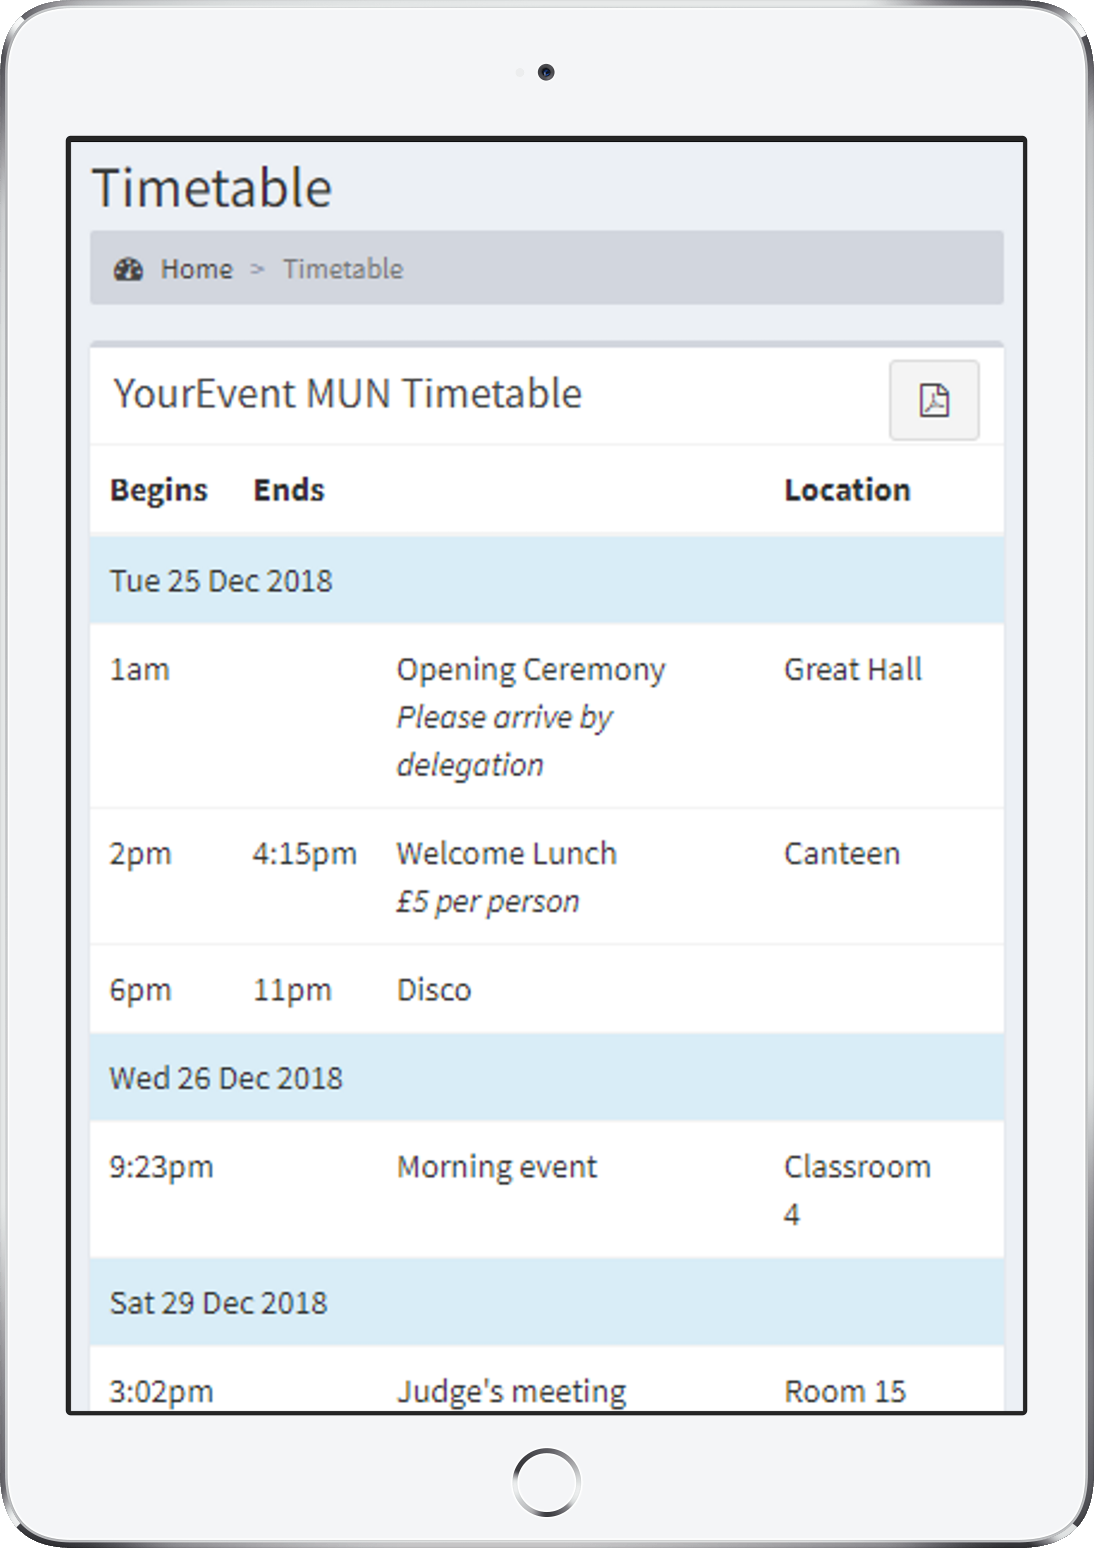 Timetable
Home > Timetable
YourEvent MUN Timetable
Begins Ends Location
Tue 25 Dec 2018
1am Opening Ceremony Great Hall
Please arrive by
delegation
2pm 4:15pm Welcome Lunch Canteen
£5 per person
6pm 11pm Disco
Wed 26 Dec 2018
9:23pm Morning event Classroom
4
Sat 29 Dec 2018
3:02pm Judge's meeting Room 15